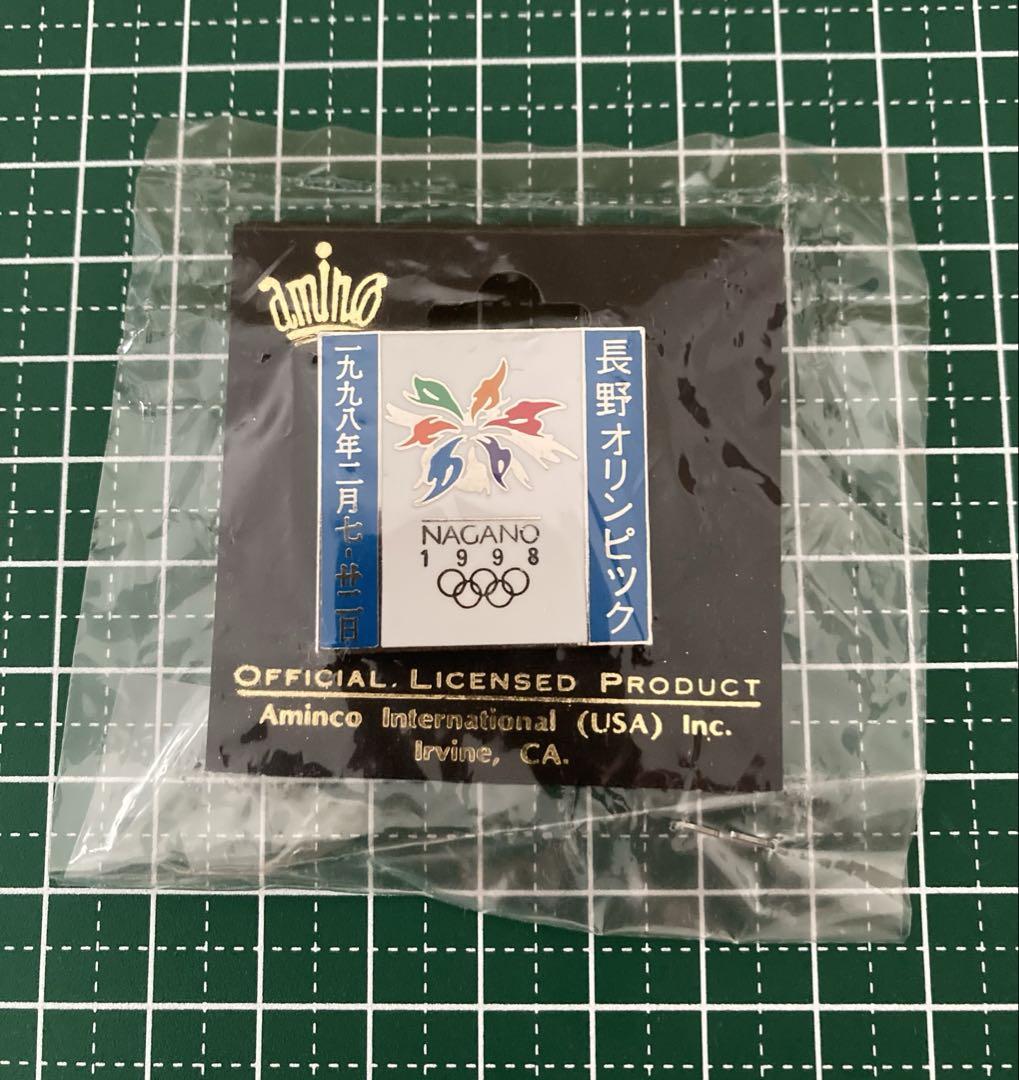 aminco
長野オリンピック
一九九八年二月七・廿二日
NAGANO
1998
OFFICIAL LICENSED PRODUCT
Aminco International (USA) Inc.
Irvine, CA.